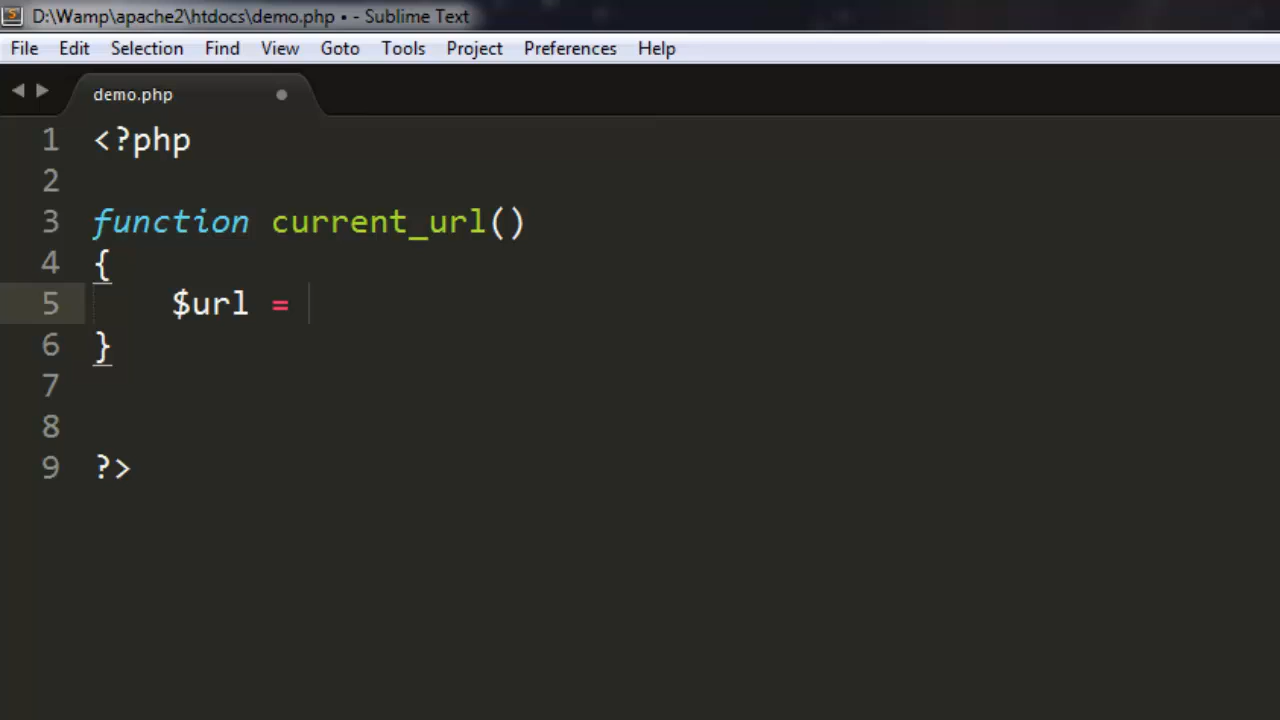 D:\Wamp\apache2\htdocs\demo.php • - Sublime Text
File Edit Selection Find View Goto Tools Project Preferences Help
demo.php
1 <?php
2
3 function current_url()
4 {
5     $url =
6 }
7
8
9 ?>